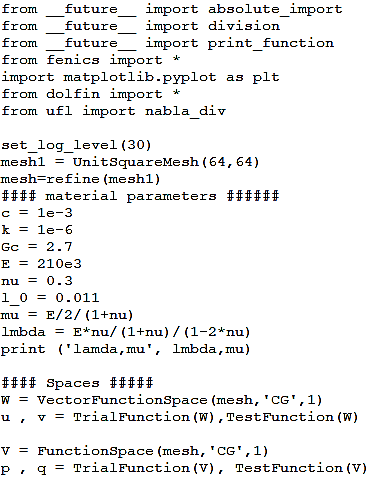 from __future__ import absolute_import
from __future__ import division
from __future__ import print_function
from fenics import *
import matplotlib.pyplot as plt
from dolfin import *
from ufl import nabla_div
set_log_level(30)
mesh1 = UnitSquareMesh(64,64)
mesh=refine(mesh1)
#### material parameters ######
c = 1e-3
k = 1e-6
Gc = 2.7
E = 210e3
nu = 0.3
l_0 = 0.011
mu = E/2/(1+nu)
lmbda = E*nu/(1+nu)/(1-2*nu)
print ('lamda,mu', lmbda,mu)
#### Spaces #####
W = VectorFunctionSpace(mesh,'CG',1)
u , v = TrialFunction(W),TestFunction(W)
V = FunctionSpace(mesh,'CG',1)
p , q = TrialFunction(V), TestFunction(V)